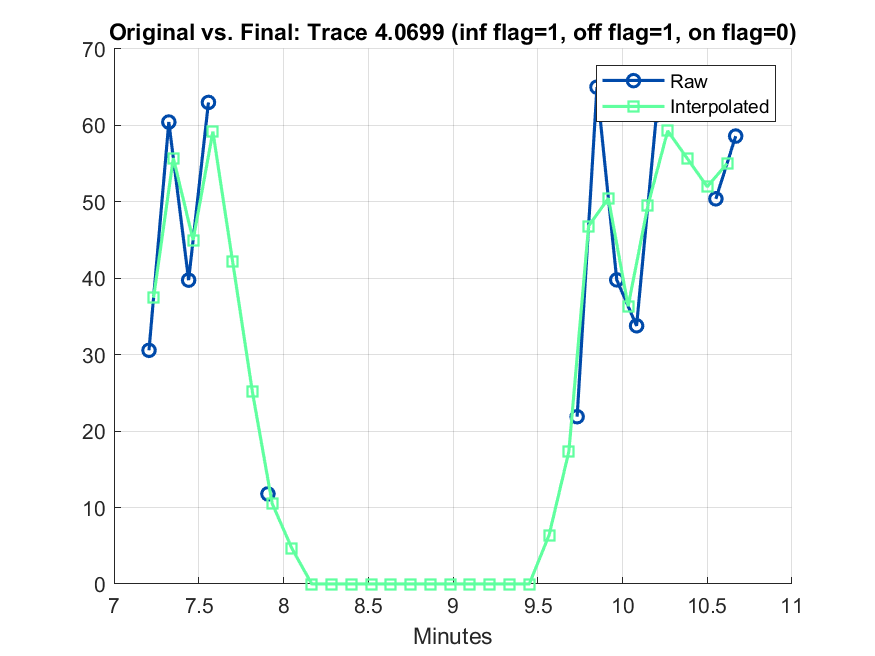 Original vs. Final: Trace 4.0699 (inf flag=1, off flag=1, on flag=0)
70
60
50
40
30
20
10
0
Raw
Interpolated
7 7.5 8 8.5 9 9.5 10 10.5 11
Minutes